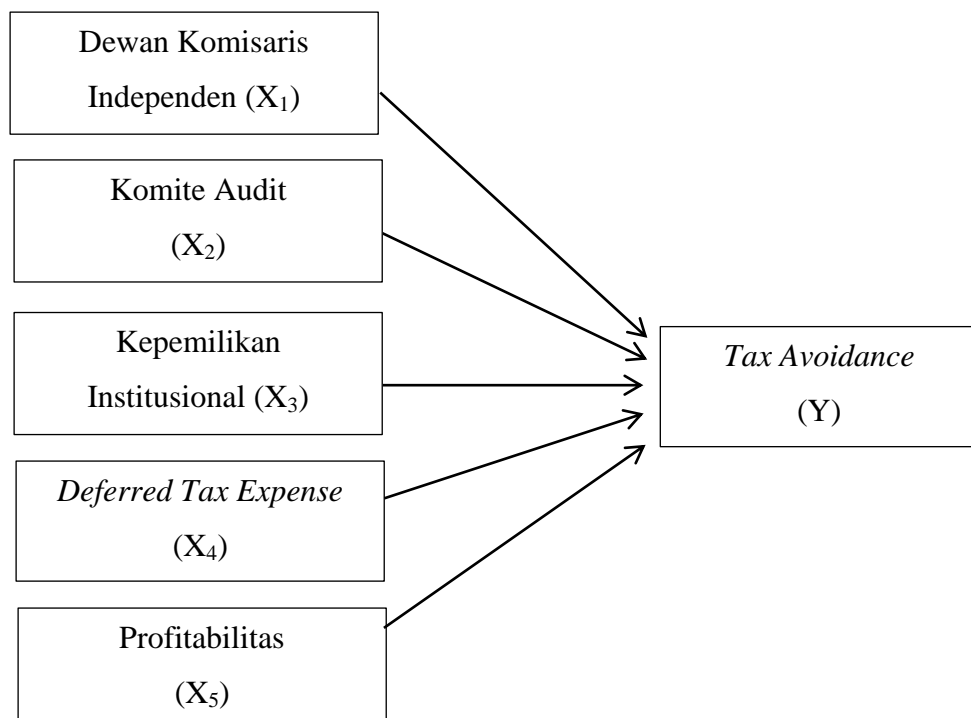 Dewan Komisaris
Independen (X₁)
Komite Audit
(X₂)
Kepemilikan
Institusional (X₃)
Deferred Tax Expense
(X₄)
Profitabilitas
(X₅)
Tax Avoidance
(Y)